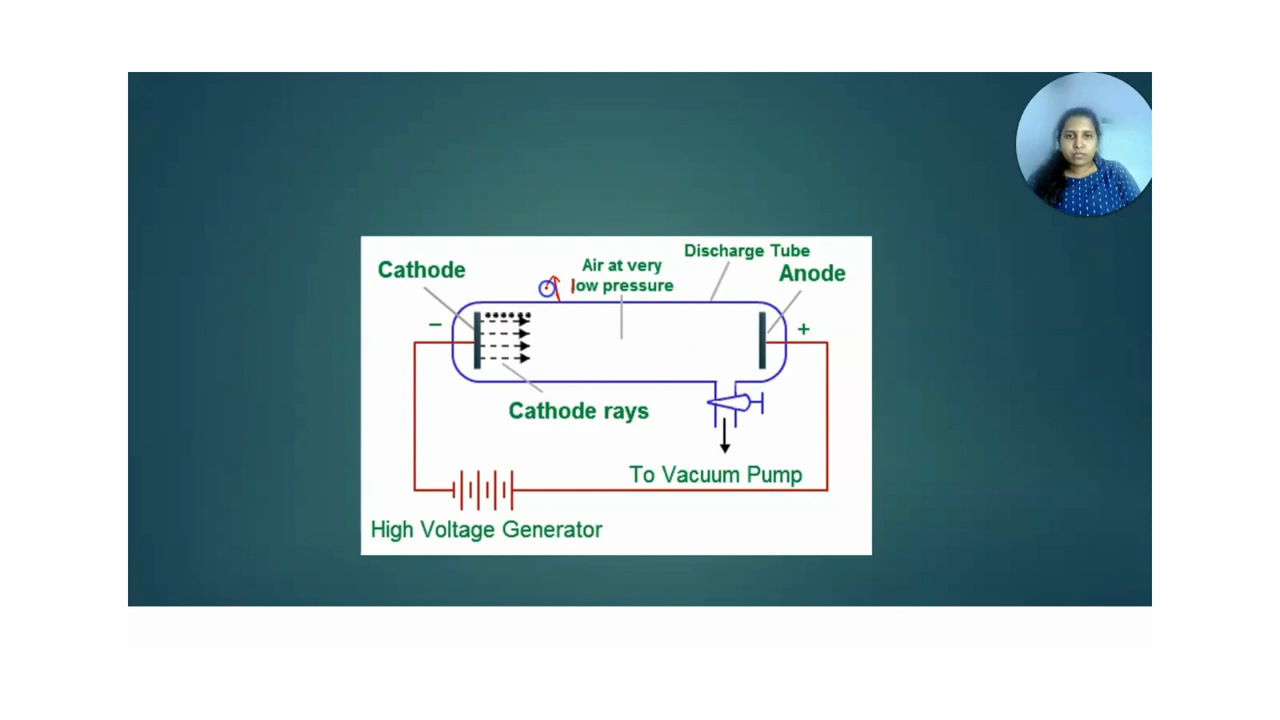 Discharge Tube
Cathode
Air at very
low pressure
Anode
−
+
Cathode rays
To Vacuum Pump
High Voltage Generator